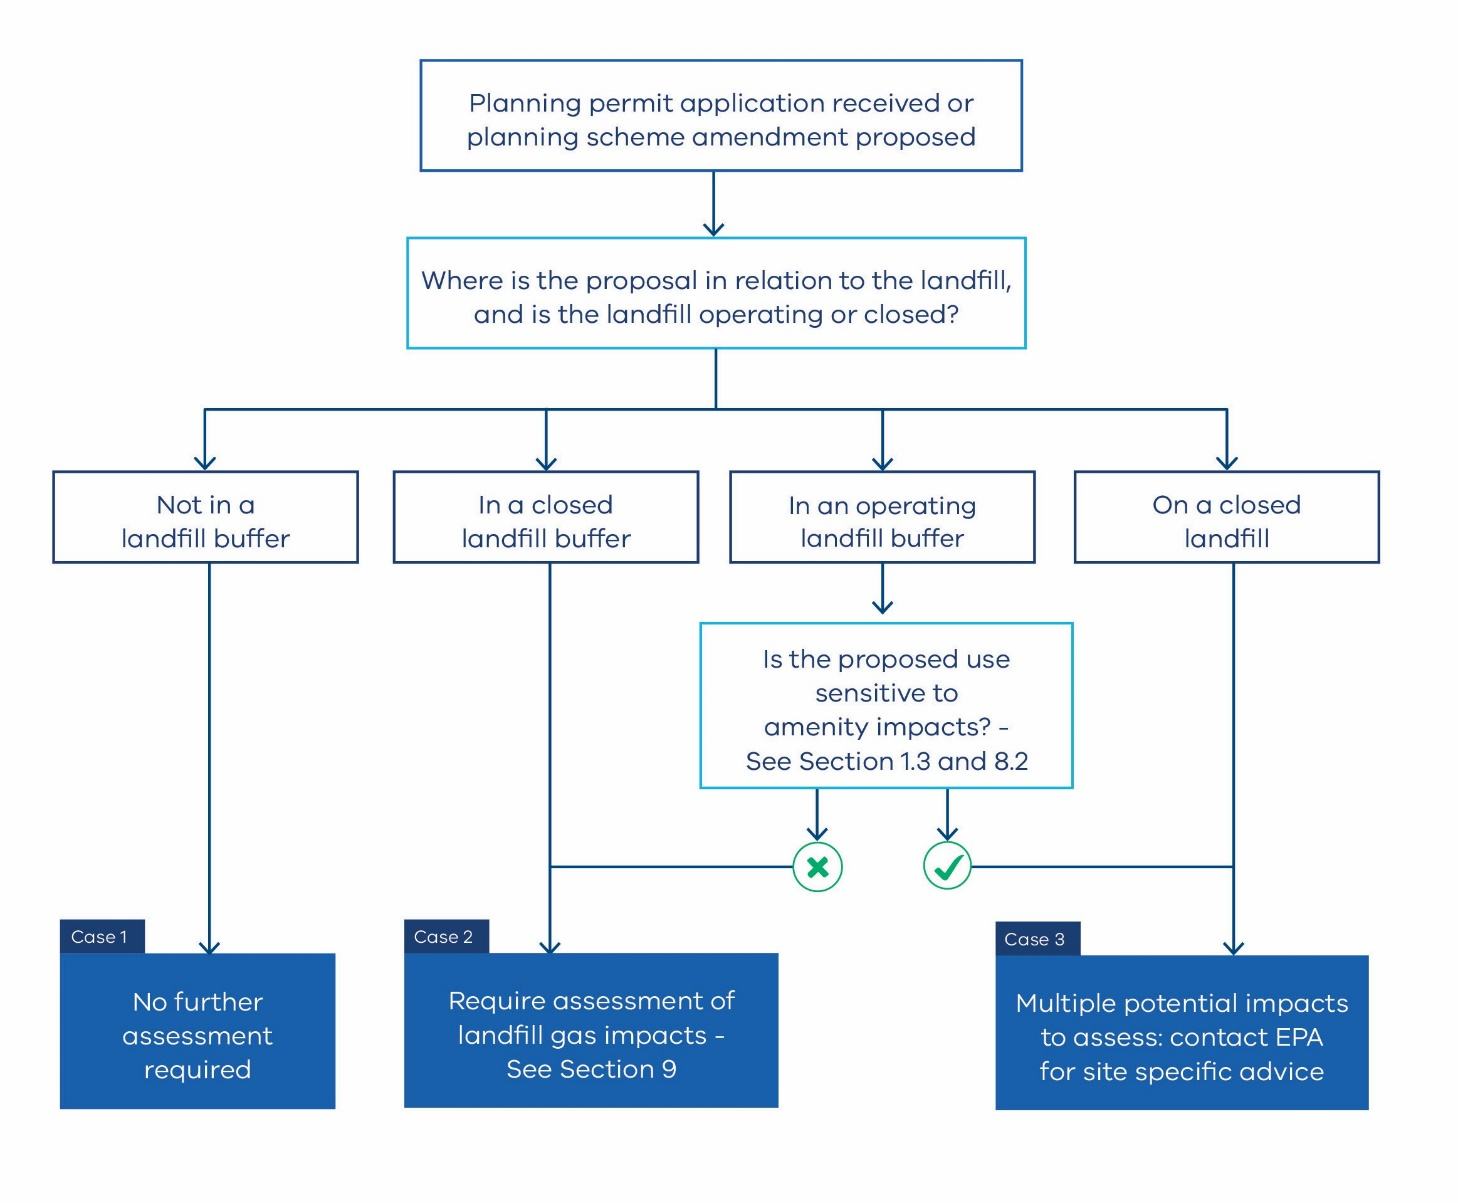 Planning permit application received or
planning scheme amendment proposed
Where is the proposal in relation to the landfill,
and is the landfill operating or closed?
Not in a
landfill buffer
In a closed
landfill buffer
In an operating
landfill buffer
On a closed
landfill
Is the proposed use
sensitive to
amenity impacts? -
See Section 1.3 and 8.2
Case 1
No further
assessment
required
Case 2
Require assessment of
landfill gas impacts -
See Section 9
Case 3
Multiple potential impacts
to assess: contact EPA
for site specific advice